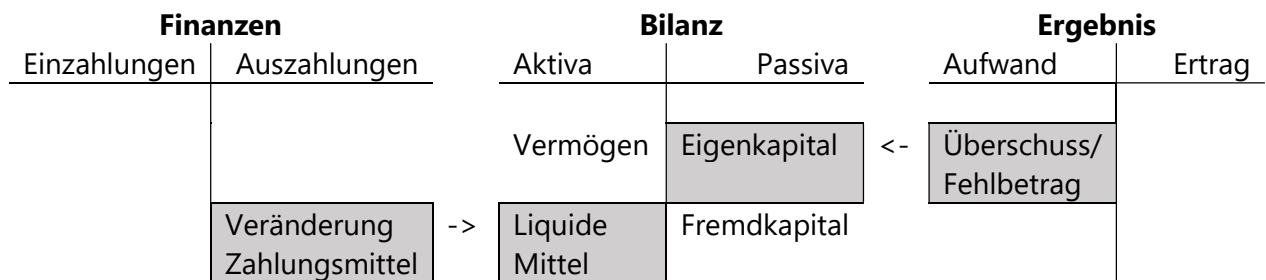 Finanzen Bilanz Ergebnis
Einzahlungen Auszahlungen Aktiva Passiva Aufwand Ertrag
Vermögen Eigenkapital <- Überschuss/
Fehlbetrag
Veränderung -> Liquide Fremdkapital
Zahlungsmittel Mittel